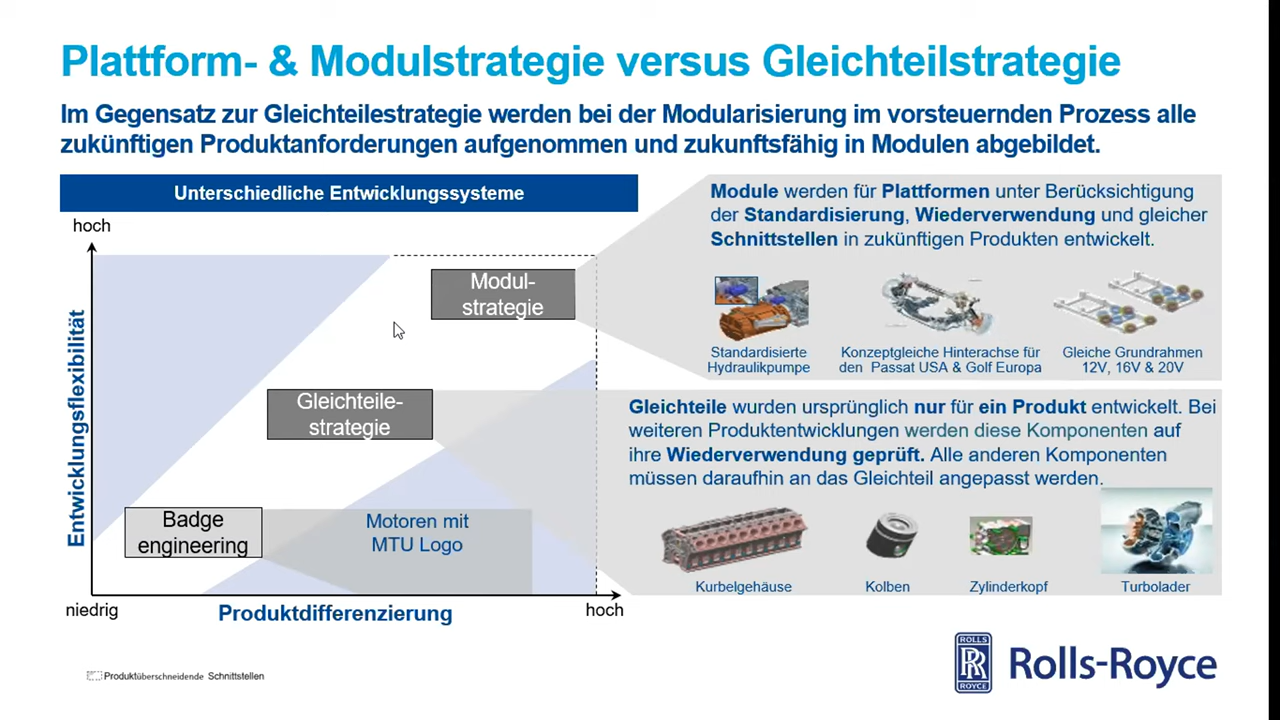 Plattform- & Modulstrategie versus Gleichteilstrategie
Im Gegensatz zur Gleichteilestrategie werden bei der Modularisierung im vorsteuernden Prozess alle
zukünftigen Produktanforderungen aufgenommen und zukunftsfähig in Modulen abgebildet.
Unterschiedliche Entwicklungssysteme
hoch
Entwicklungsflexibilität
Modul-
strategie
Gleichteile-
strategie
Badge
engineering
Motoren mit
MTU Logo
niedrig
Produktdifferenzierung
hoch
Module werden für Plattformen unter Berücksichtigung
der Standardisierung, Wiederverwendung und gleicher
Schnittstellen in zukünftigen Produkten entwickelt.
Standardisierte
Hydraulikpumpe
Konzeptgleiche Hinterachse für
den Passat USA & Golf Europa
Gleiche Grundrahmen
12V, 16V & 20V
Gleichteile wurden ursprünglich nur für ein Produkt entwickelt. Bei
weiteren Produktentwicklungen werden diese Komponenten auf
ihre Wiederverwendung geprüft. Alle anderen Komponenten
müssen daraufhin an das Gleichteil angepasst werden.
Kurbelgehäuse
Kolben
Zylinderkopf
Turbolader
Produktüberschneidende Schnittstellen
ROLLS
RR
ROYCE
Rolls-Royce